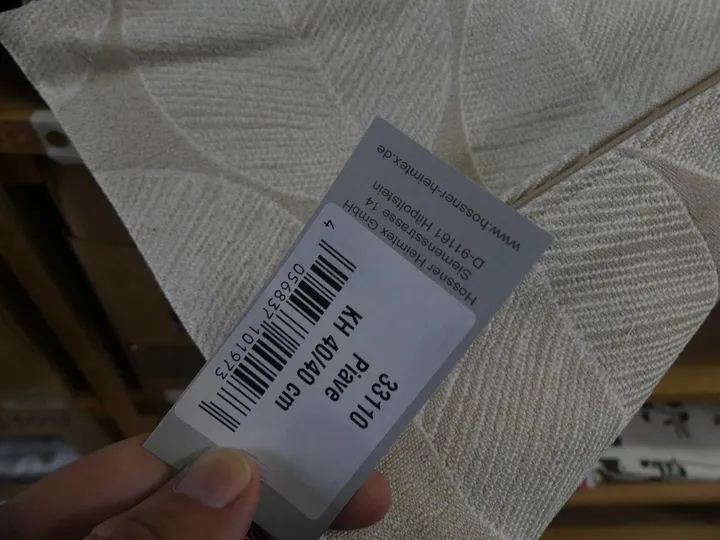 33110
Piave
KH 40/40 cm
4 056837 101973
Hossner Heimtex GmbH
Siemensstrasse 14
D-91161 Hilpoltstein
www.hossner-heimtex.de